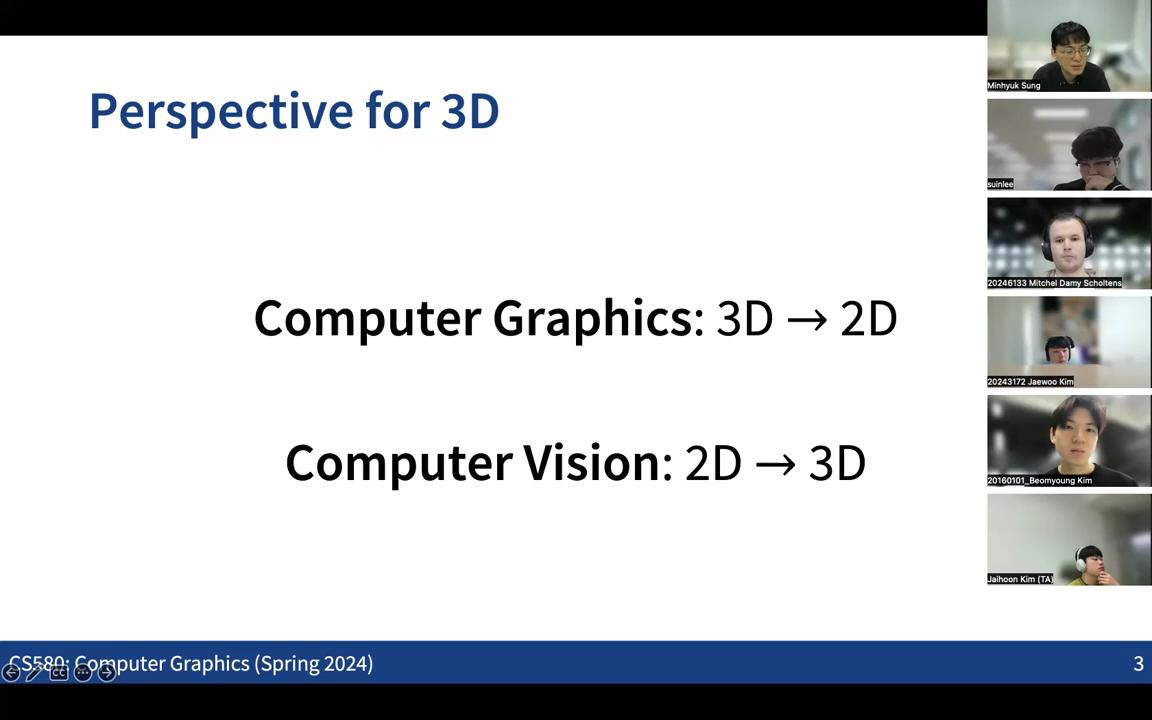 Perspective for 3D
Computer Graphics: 3D → 2D
Computer Vision: 2D → 3D
CS580: Computer Graphics (Spring 2024)
3
Minhyuk Sung
suinlee
20246133 Mitchel Damy Scholtens
20243172 Jaewoo Kim
20160101_Beomyoung Kim
Jaihoon Kim (TA)
CC